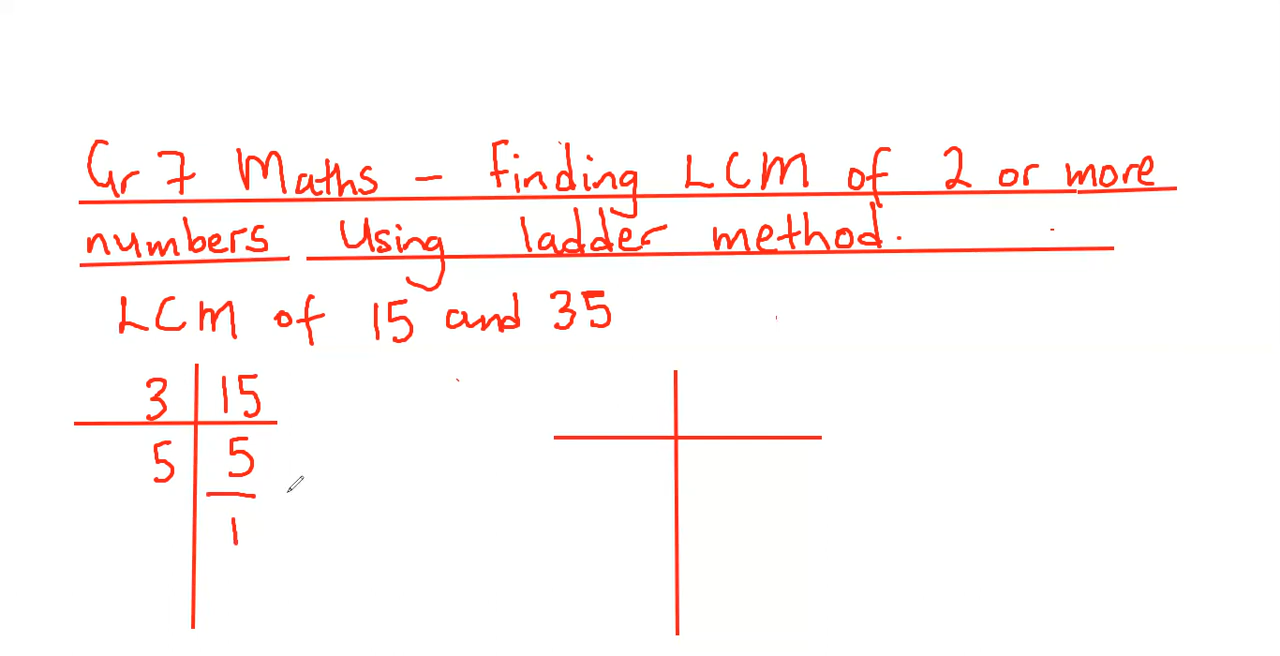 Gr 7 Maths - Finding LCM of 2 or more
numbers Using ladder method.
LCM of 15 and 35
3 15
5 5
1